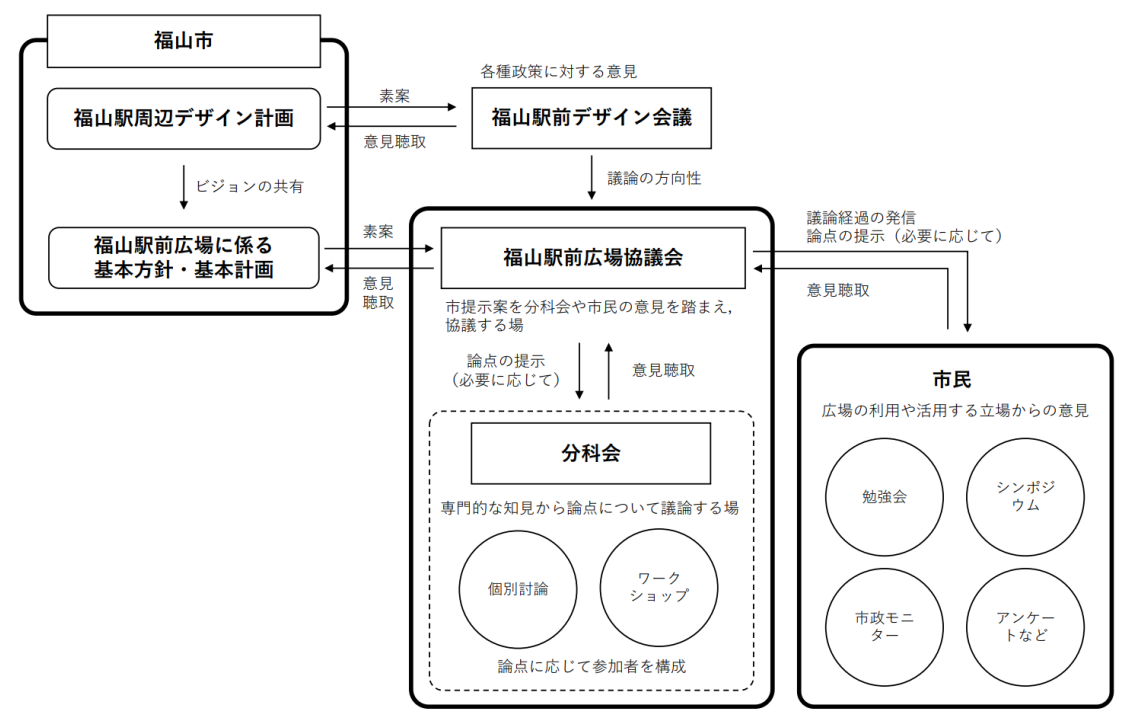 福山市
福山駅周辺デザイン計画
ビジョンの共有
福山駅前広場に係る
基本方針・基本計画
素案
意見聴取
各種政策に対する意見
福山駅前デザイン会議
議論の方向性
素案
意見
聴取
福山駅前広場協議会
市提示案を分科会や市民の意見を踏まえ，
協議する場
論点の提示
（必要に応じて）
意見聴取
分科会
専門的な知見から論点について議論する場
個別討論
ワーク
ショップ
論点に応じて参加者を構成
議論経過の発信
論点の提示（必要に応じて）
意見聴取
市民
広場の利用や活用する立場からの意見
勉強会
シンポジ
ウム
市政モニ
ター
アンケー
トなど